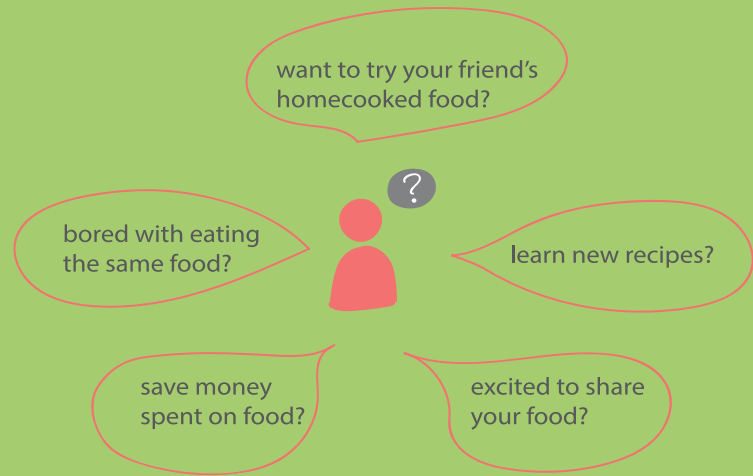 want to try your friend's
homecooked food?
?
bored with eating
the same food?
learn new recipes?
save money
spent on food?
excited to share
your food?